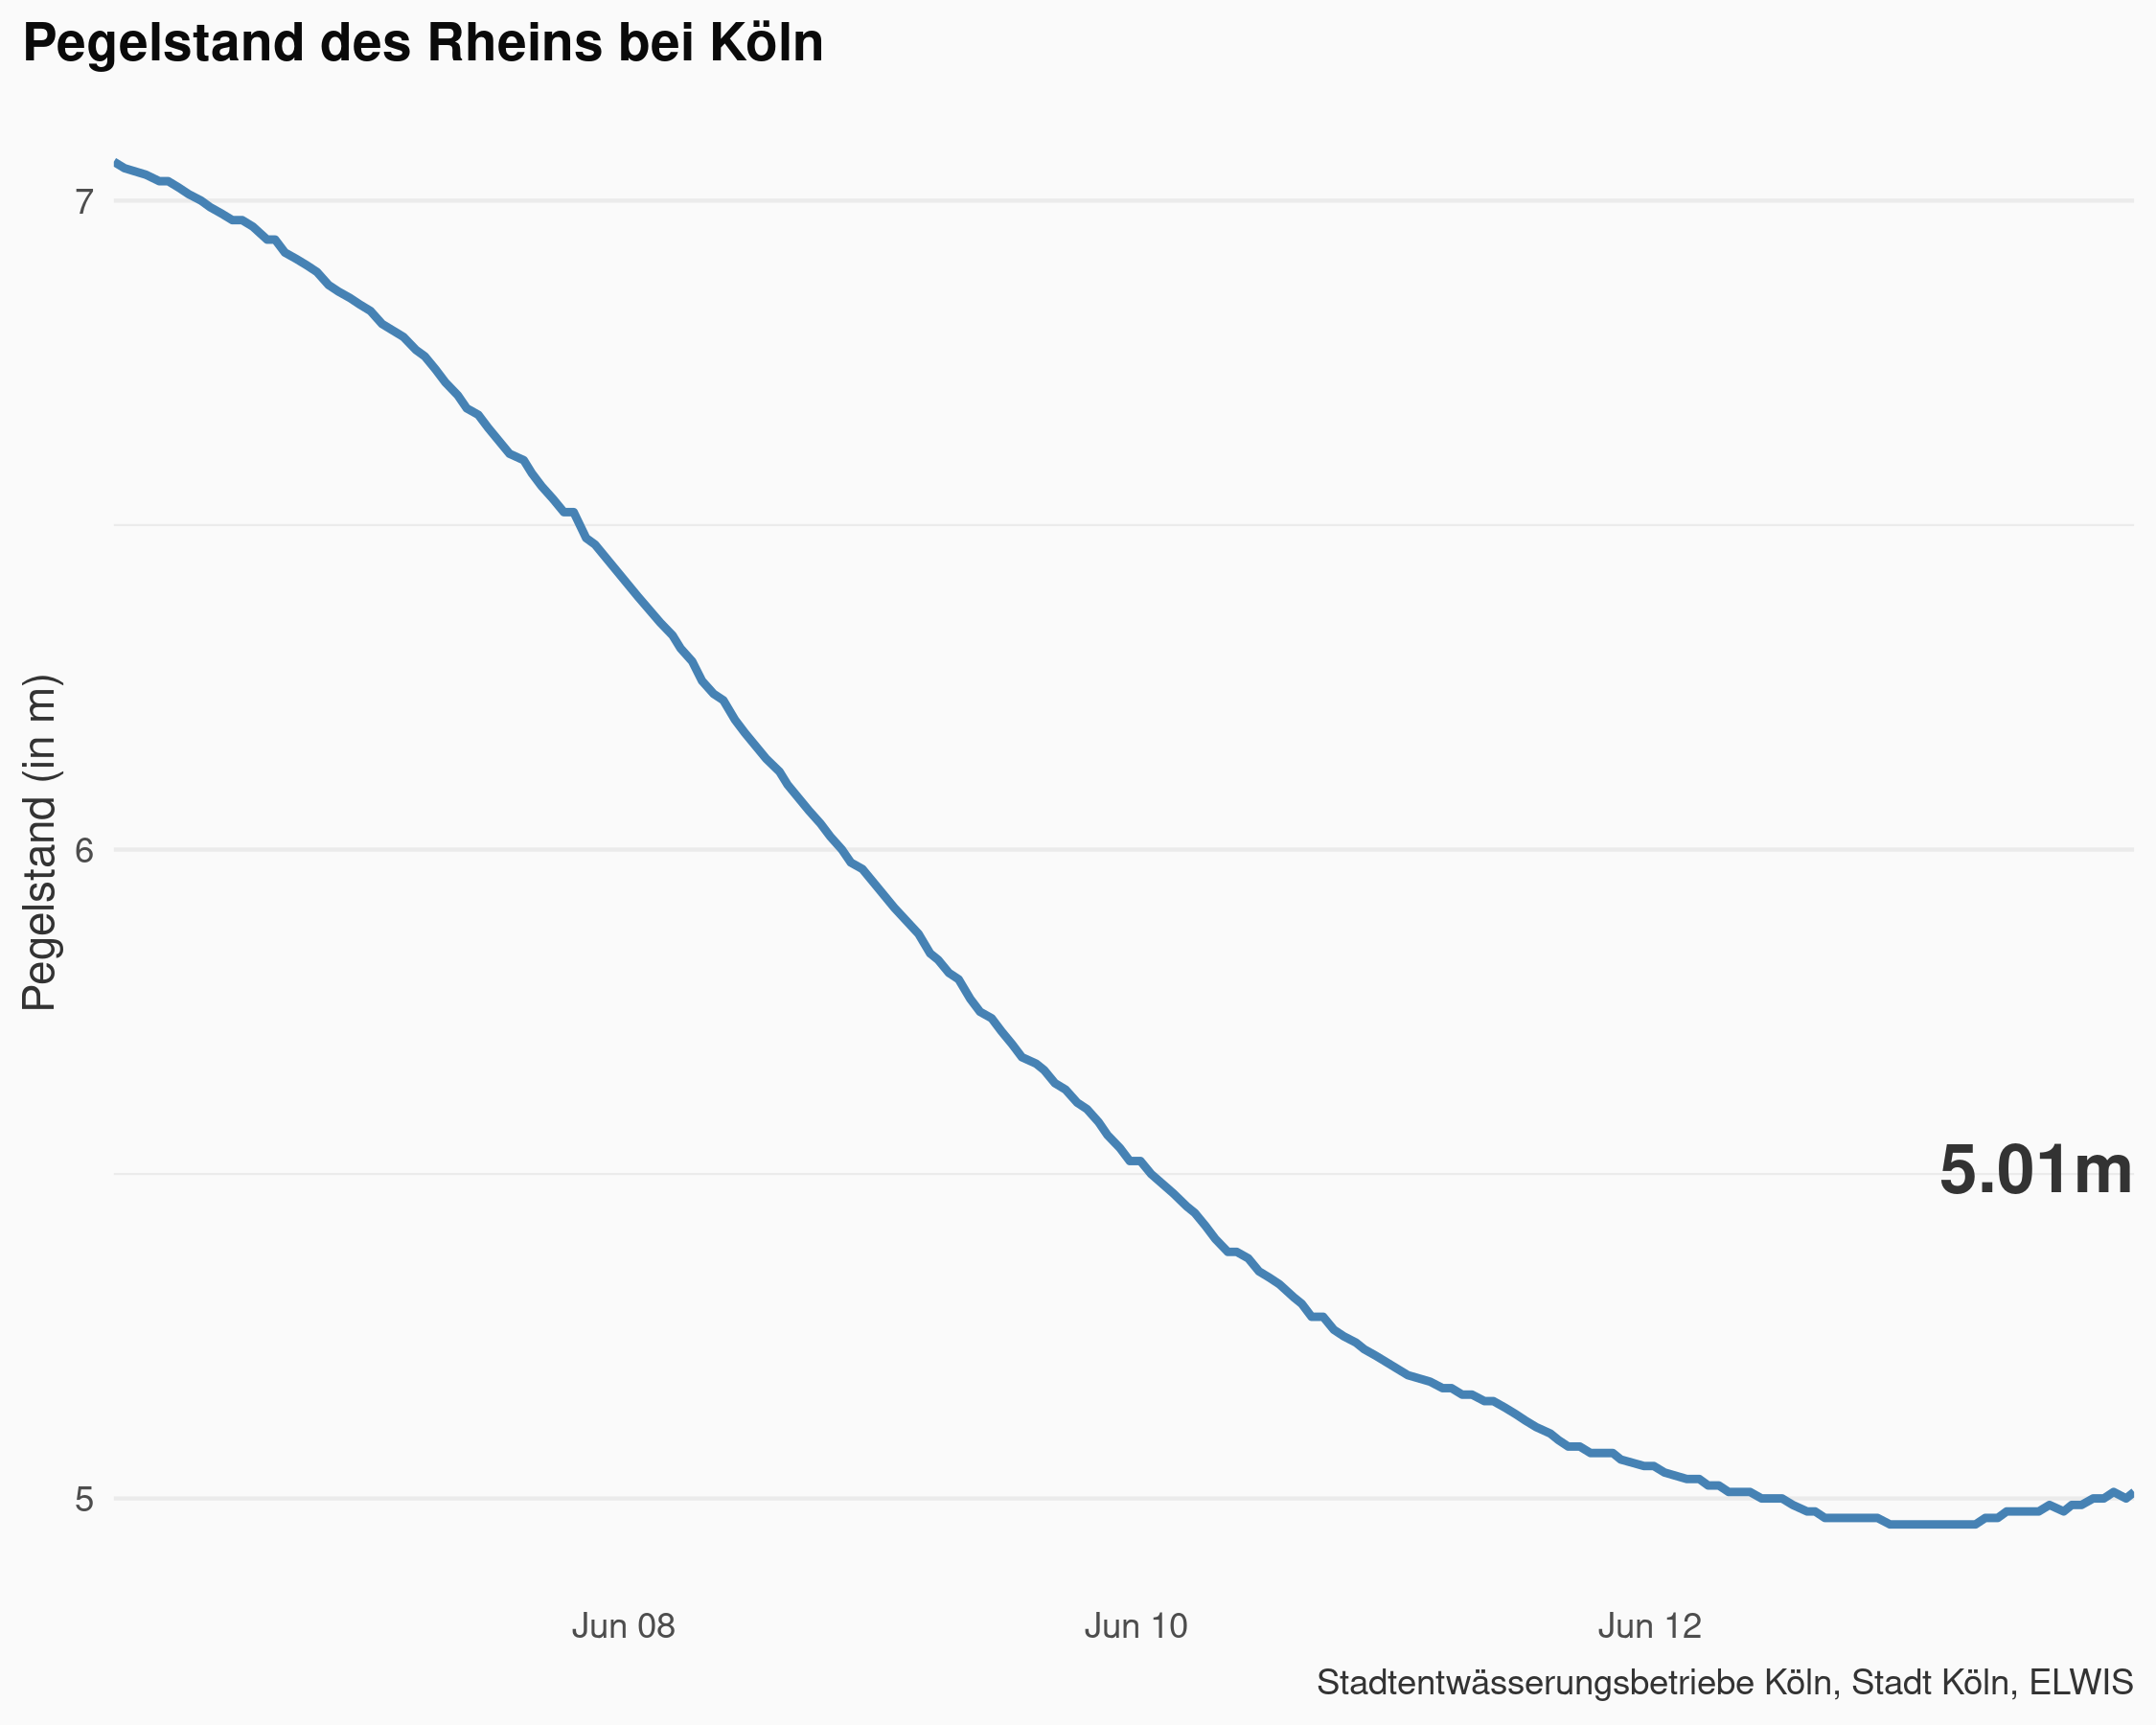 Pegelstand des Rheins bei Köln
Pegelstand (in m)
7
6
5
5.01m
Jun 08
Jun 10
Jun 12
Stadtentwässerungsbetriebe Köln, Stadt Köln, ELWIS